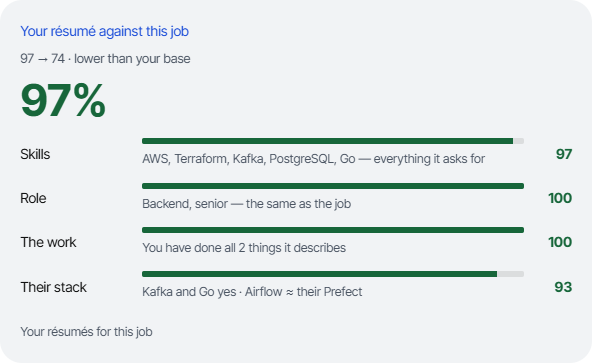 Your résumé against this job
97 → 74 · lower than your base
97%
Skills
AWS, Terraform, Kafka, PostgreSQL, Go — everything it asks for
97
Role
Backend, senior — the same as the job
100
The work
You have done all 2 things it describes
100
Their stack
Kafka and Go yes · Airflow ≈ their Prefect
93
Your résumés for this job